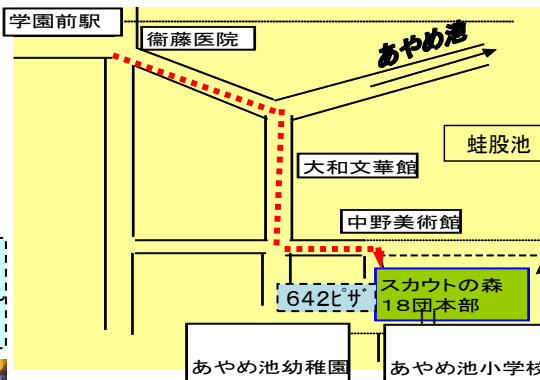 学園前駅
衞藤医院
あやめ池
蛙股池
大和文華館
中野美術館
スカウトの森
18団本部
642ピザ
あやめ池幼稚園
あやめ池小学校